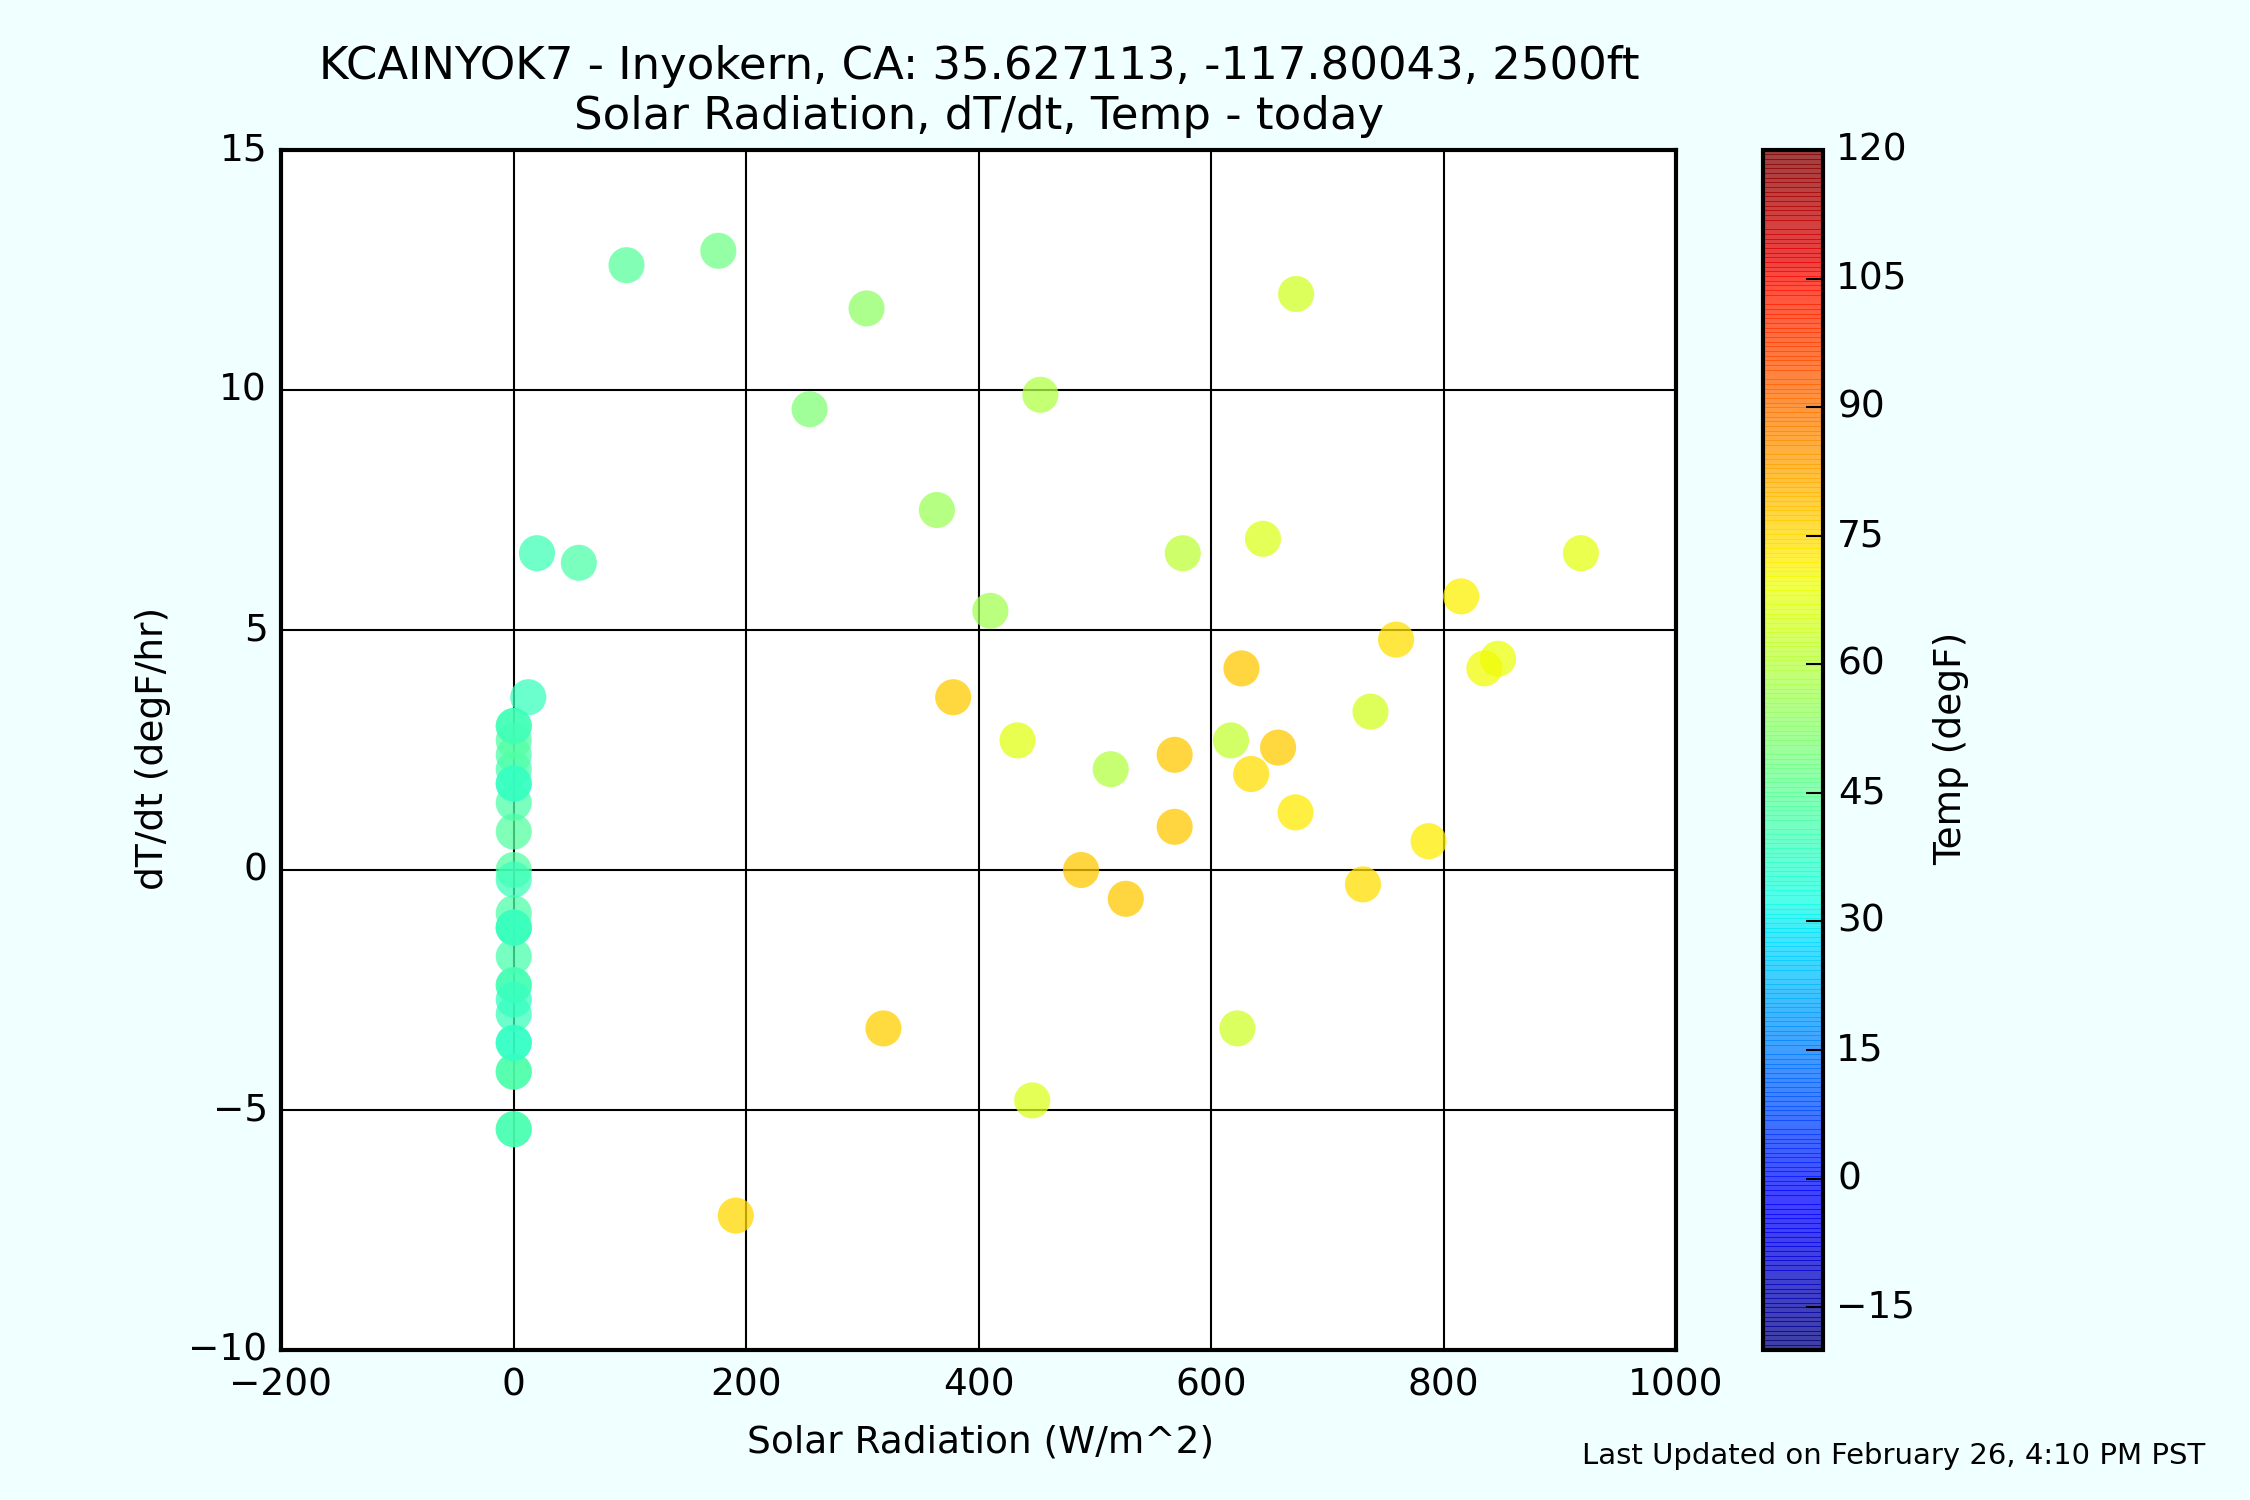 KCAINYOK7 - Inyokern, CA: 35.627113, -117.80043, 2500ft
Solar Radiation, dT/dt, Temp - today
15
10
5
0
−5
−10
dT/dt (degF/hr)
−200 0 200 400 600 800 1000
Solar Radiation (W/m^2)
120
105
90
75
60
45
30
15
0
−15
Temp (degF)
Last Updated on February 26, 4:10 PM PST